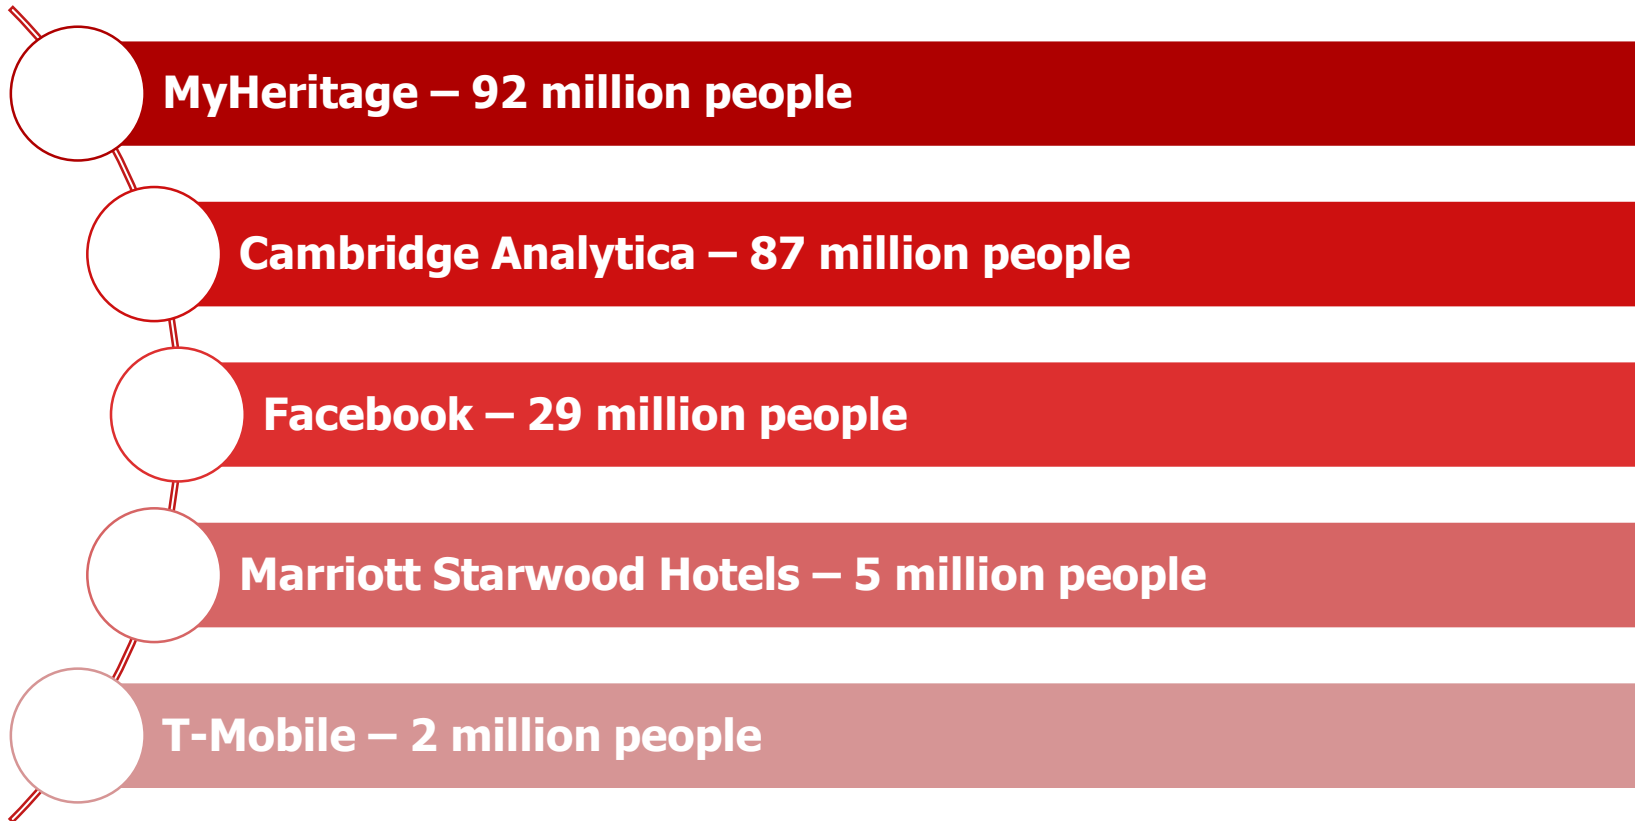 MyHeritage – 92 million people
Cambridge Analytica – 87 million people
Facebook – 29 million people
Marriott Starwood Hotels – 5 million people
T-Mobile – 2 million people